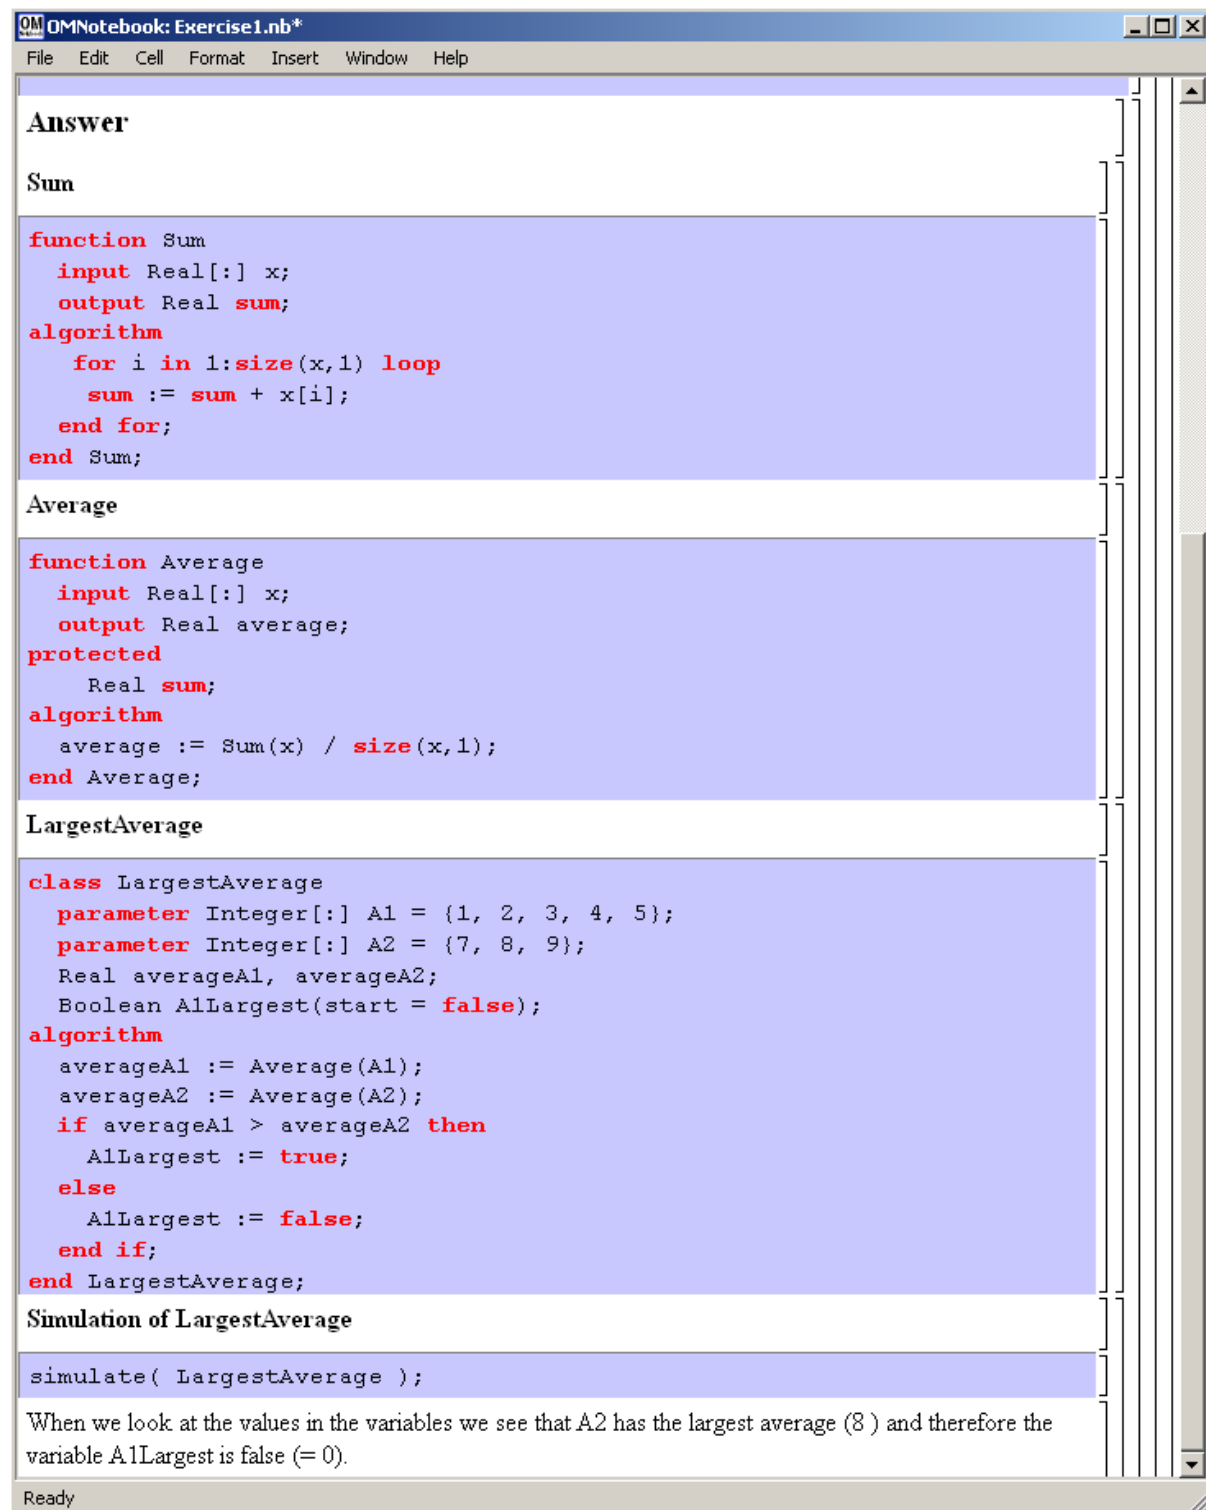 OMNotebook: Exercise1.nb*
File Edit Cell Format Insert Window Help
Answer
Sum
function Sum
  input Real[:] x;
  output Real sum;
algorithm
   for i in 1:size(x,1) loop
    sum := sum + x[i];
  end for;
end Sum;
Average
function Average
  input Real[:] x;
  output Real average;
protected
    Real sum;
algorithm
  average := Sum(x) / size(x,1);
end Average;
LargestAverage
class LargestAverage
  parameter Integer[:] A1 = {1, 2, 3, 4, 5};
  parameter Integer[:] A2 = {7, 8, 9};
  Real averageA1, averageA2;
  Boolean A1Largest(start = false);
algorithm
  averageA1 := Average(A1);
  averageA2 := Average(A2);
  if averageA1 > averageA2 then
    A1Largest := true;
  else
    A1Largest := false;
  end if;
end LargestAverage;
Simulation of LargestAverage
simulate( LargestAverage );
When we look at the values in the variables we see that A2 has the largest average (8 ) and therefore the
variable A1Largest is false (= 0).
Ready